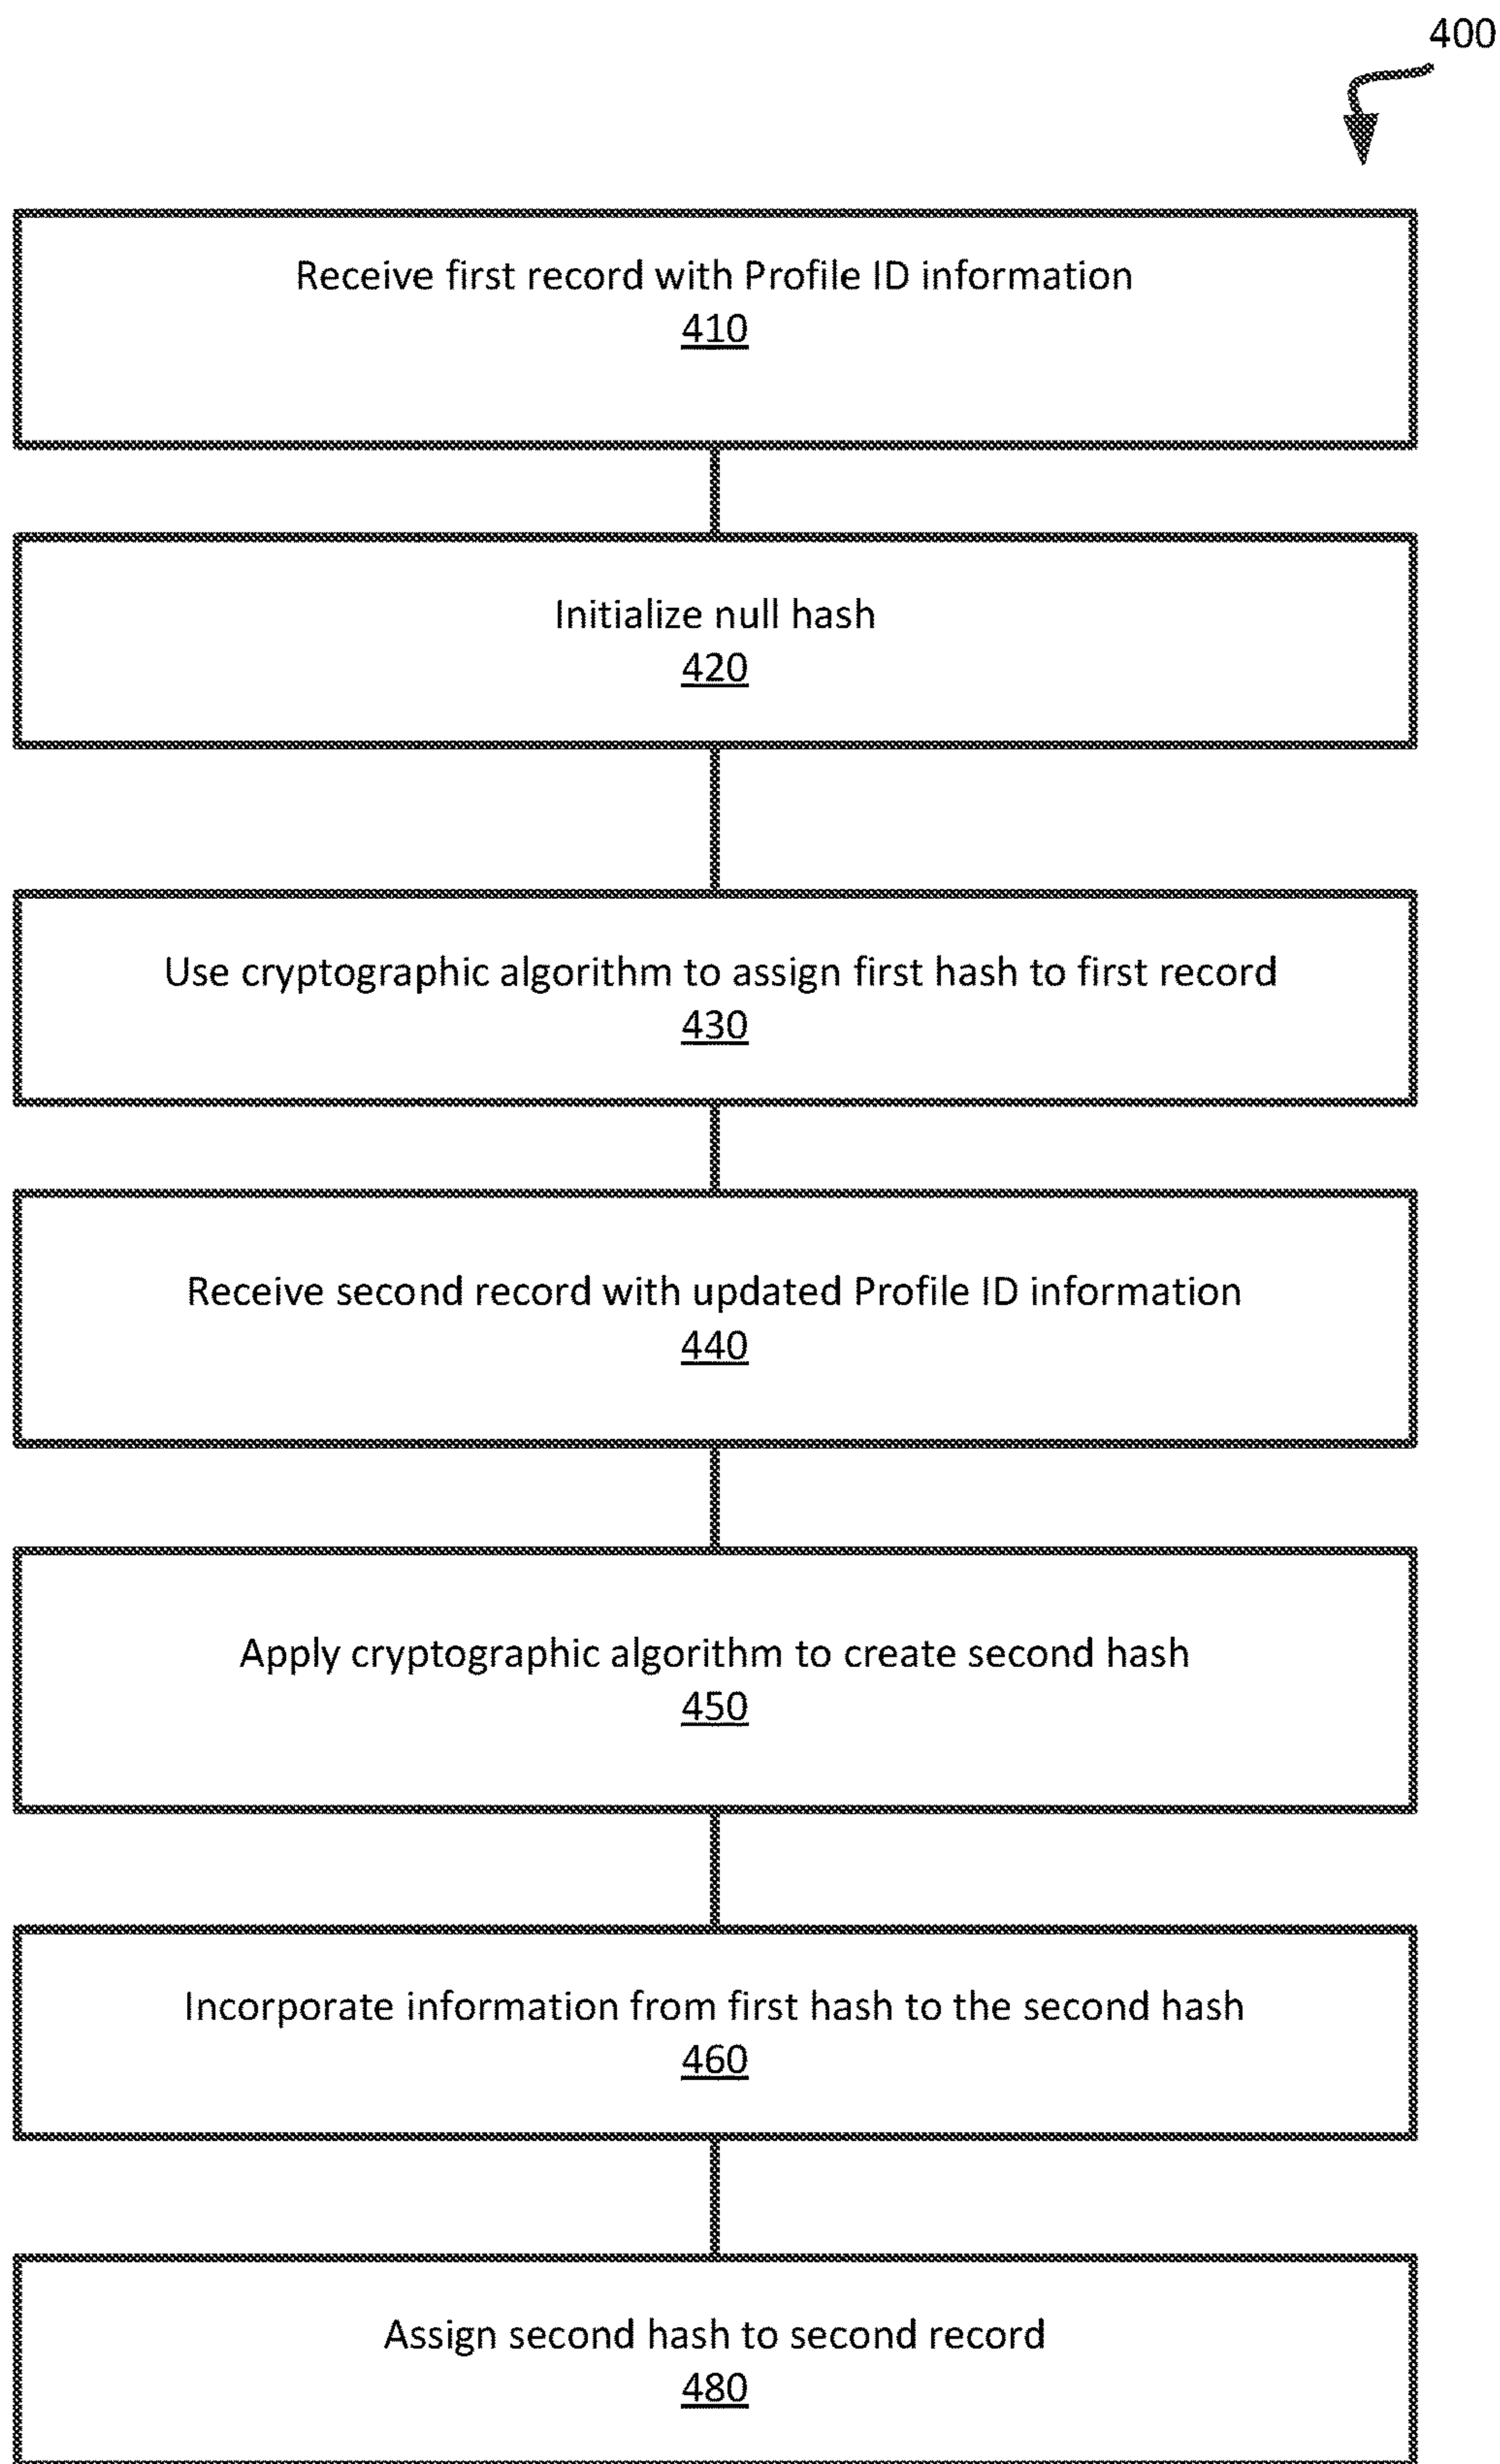 400
Receive first record with Profile ID information
410
Initialize null hash
420
Use cryptographic algorithm to assign first hash to first record
430
Receive second record with updated Profile ID information
440
Apply cryptographic algorithm to create second hash
450
Incorporate information from first hash to the second hash
460
Assign second hash to second record
480